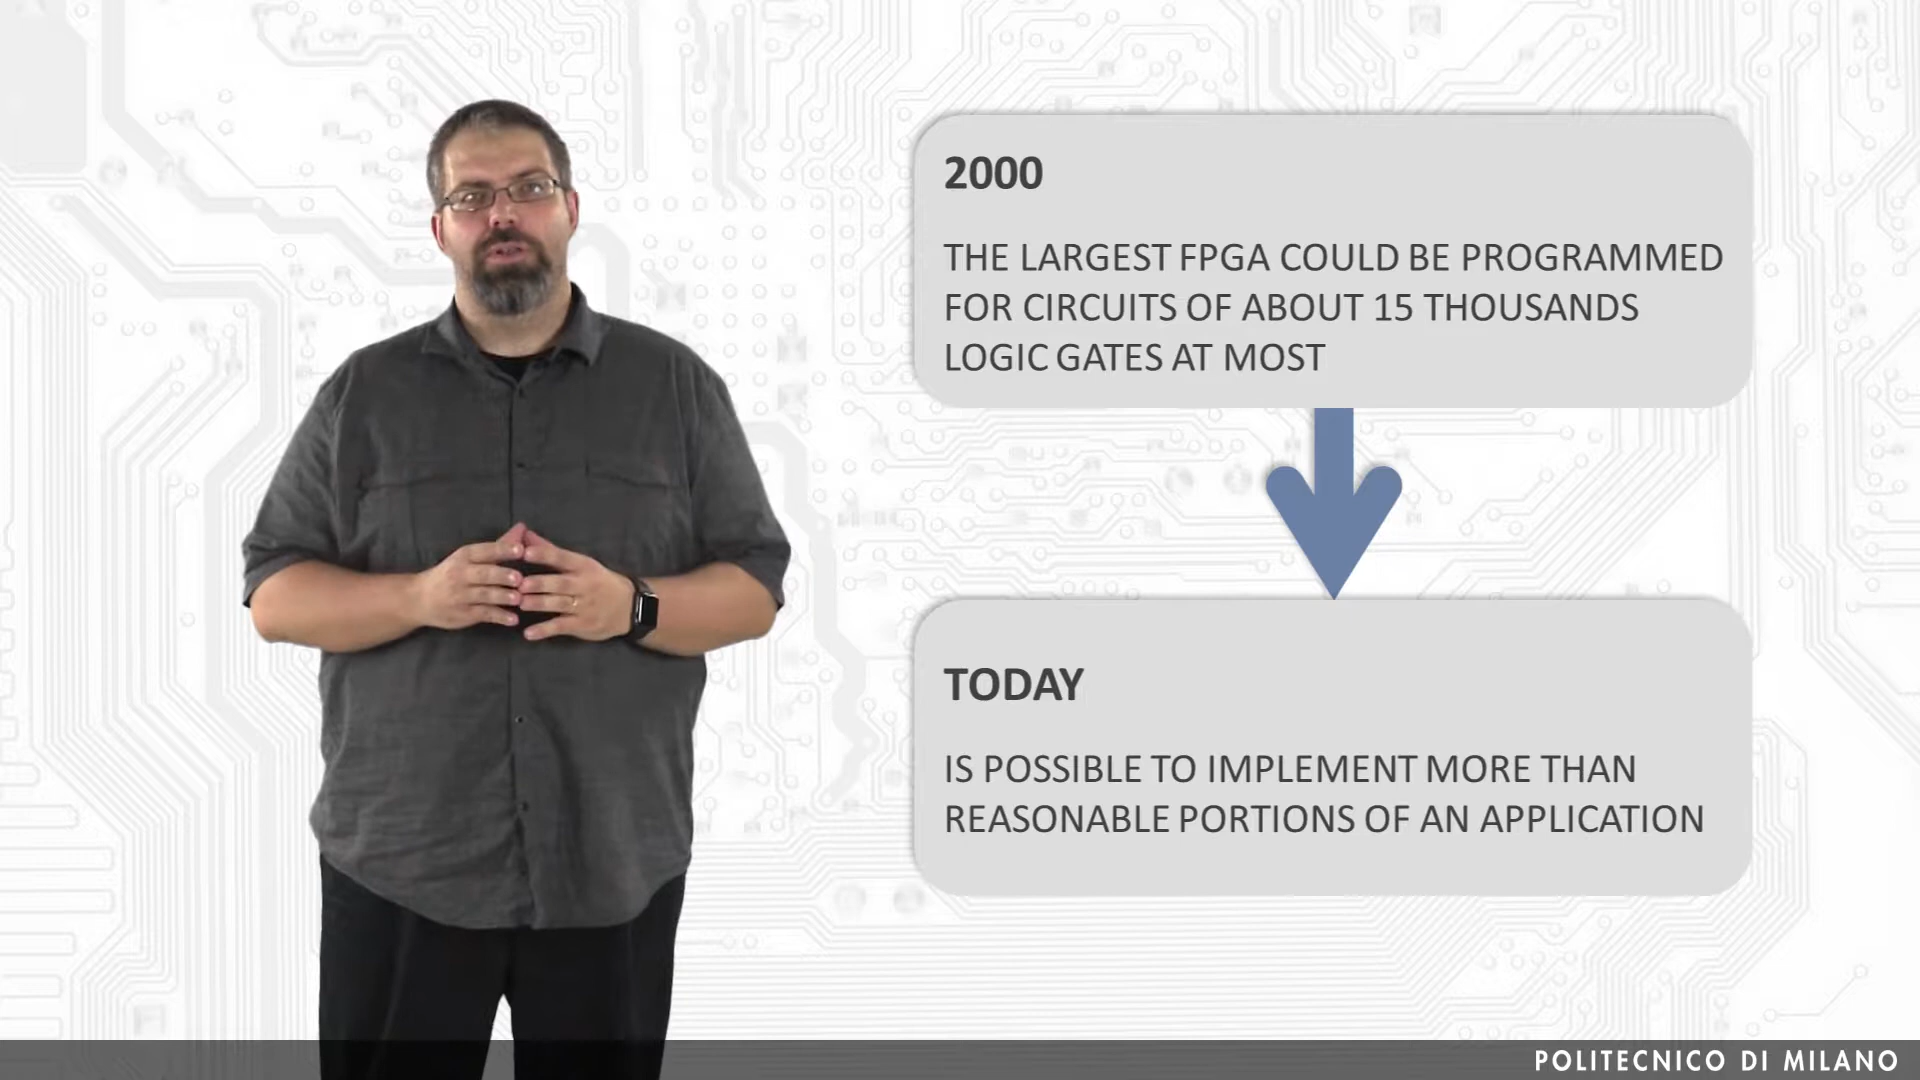 2000
THE LARGEST FPGA COULD BE PROGRAMMED
FOR CIRCUITS OF ABOUT 15 THOUSANDS
LOGIC GATES AT MOST
TODAY
IS POSSIBLE TO IMPLEMENT MORE THAN
REASONABLE PORTIONS OF AN APPLICATION
POLITECNICO DI MILANO